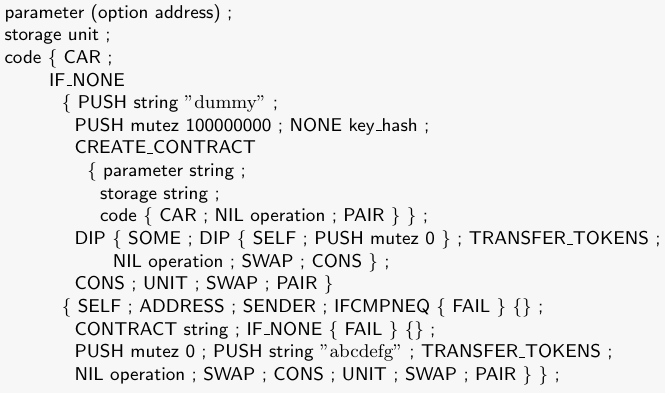 parameter (option address) ;
storage unit ;
code { CAR ;
IF_NONE
{ PUSH string ”dummy” ;
PUSH mutez 100000000 ; NONE key_hash ;
CREATE_CONTRACT
{ parameter string ;
storage string ;
code { CAR ; NIL operation ; PAIR } } ;
DIP { SOME ; DIP { SELF ; PUSH mutez 0 } ; TRANSFER_TOKENS ;
NIL operation ; SWAP ; CONS } ;
CONS ; UNIT ; SWAP ; PAIR }
{ SELF ; ADDRESS ; SENDER ; IFCMPNEQ { FAIL } {} ;
CONTRACT string ; IF_NONE { FAIL } {} ;
PUSH mutez 0 ; PUSH string ”abcdefg” ; TRANSFER_TOKENS ;
NIL operation ; SWAP ; CONS ; UNIT ; SWAP ; PAIR } } ;